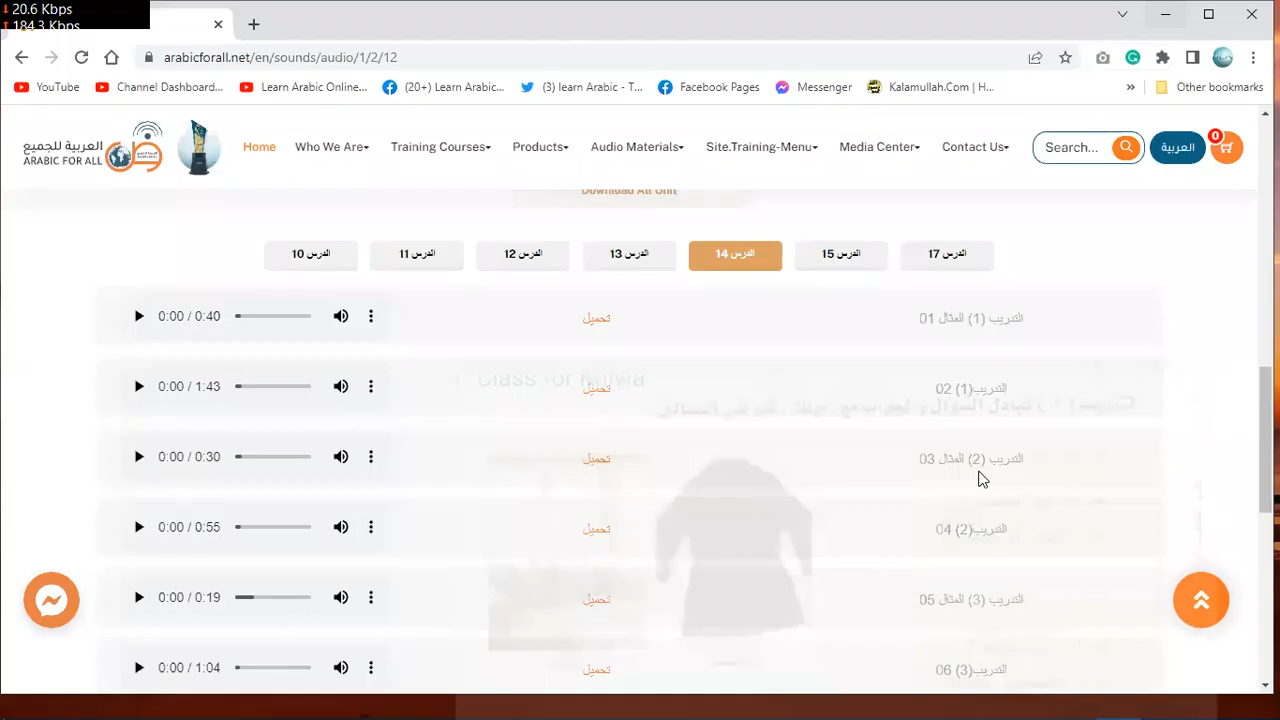 20.6 Kbps
184.3 Kbps
arabicforall.net/en/sounds/audio/1/2/12
YouTube
Channel Dashboard...
Learn Arabic Online...
(20+) Learn Arabic...
(3) learn Arabic - T...
Facebook Pages
Messenger
Kalamullah.Com | H...
»
Other bookmarks
العربية للجميع
ARABIC FOR ALL
Home
Who We Are
Training Courses
Products
Audio Materials
Site.Training-Menu
Media Center
Contact Us
Search...
العربية
0
Download All Unit
الدرس 10
الدرس 11
الدرس 12
الدرس 13
الدرس 14
الدرس 15
الدرس 17
0:00 / 0:40
تحميل
التدريب (1) المثال 01
0:00 / 1:43
تحميل
التدريب(1) 02
Class for
0:00 / 0:30
تحميل
التدريب (2) المثال 03
0:00 / 0:55
تحميل
التدريب(2) 04
0:00 / 0:19
تحميل
التدريب (3) المثال 05
0:00 / 1:04
تحميل
التدريب(3) 06